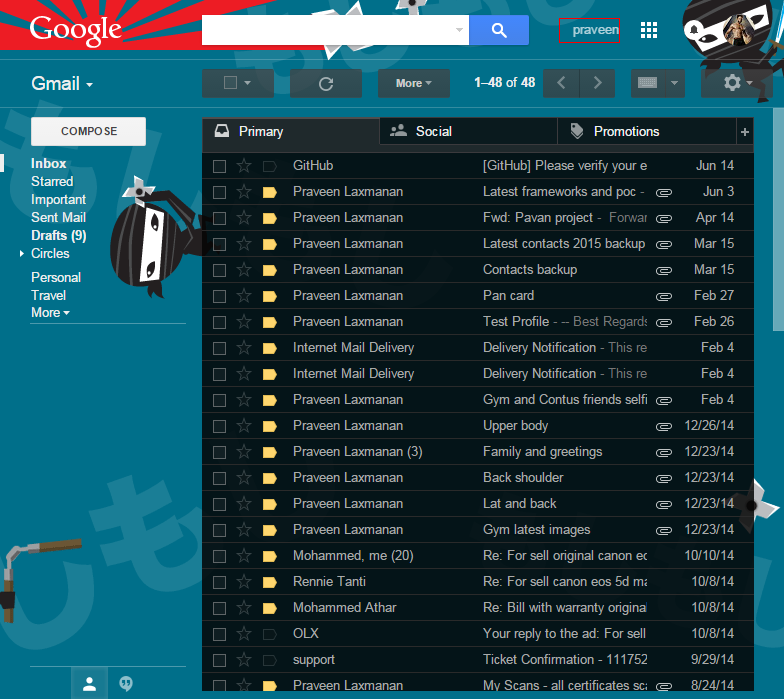 Google
praveen
Gmail
More
1–48 of 48
COMPOSE
Inbox
Starred
Important
Sent Mail
Drafts (9)
Circles
Personal
Travel
More
Primary
Social
Promotions
+
GitHub [GitHub] Please verify your e Jun 14
Praveen Laxmanan Latest frameworks and poc - Jun 3
Praveen Laxmanan Fwd: Pavan project - Forwar Apr 14
Praveen Laxmanan Latest contacts 2015 backup Mar 15
Praveen Laxmanan Contacts backup Mar 15
Praveen Laxmanan Pan card Feb 27
Praveen Laxmanan Test Profile - -- Best Regards Feb 26
Internet Mail Delivery Delivery Notification - This re Feb 4
Internet Mail Delivery Delivery Notification - This re Feb 4
Praveen Laxmanan Gym and Contus friends selfi Feb 4
Praveen Laxmanan Upper body 12/26/14
Praveen Laxmanan (3) Family and greetings 12/23/14
Praveen Laxmanan Back shoulder 12/23/14
Praveen Laxmanan Lat and back 12/23/14
Praveen Laxmanan Gym latest images 12/23/14
Mohammed, me (20) Re: For sell original canon eo 10/10/14
Rennie Tanti Re: For sell canon eos 5d ma 10/8/14
Mohammed Athar Re: Bill with warranty original 10/8/14
OLX Your reply to the ad: For sell 10/8/14
support Ticket Confirmation - 111752 9/29/14
Praveen Laxmanan My Scans - all certificates sca 8/24/14